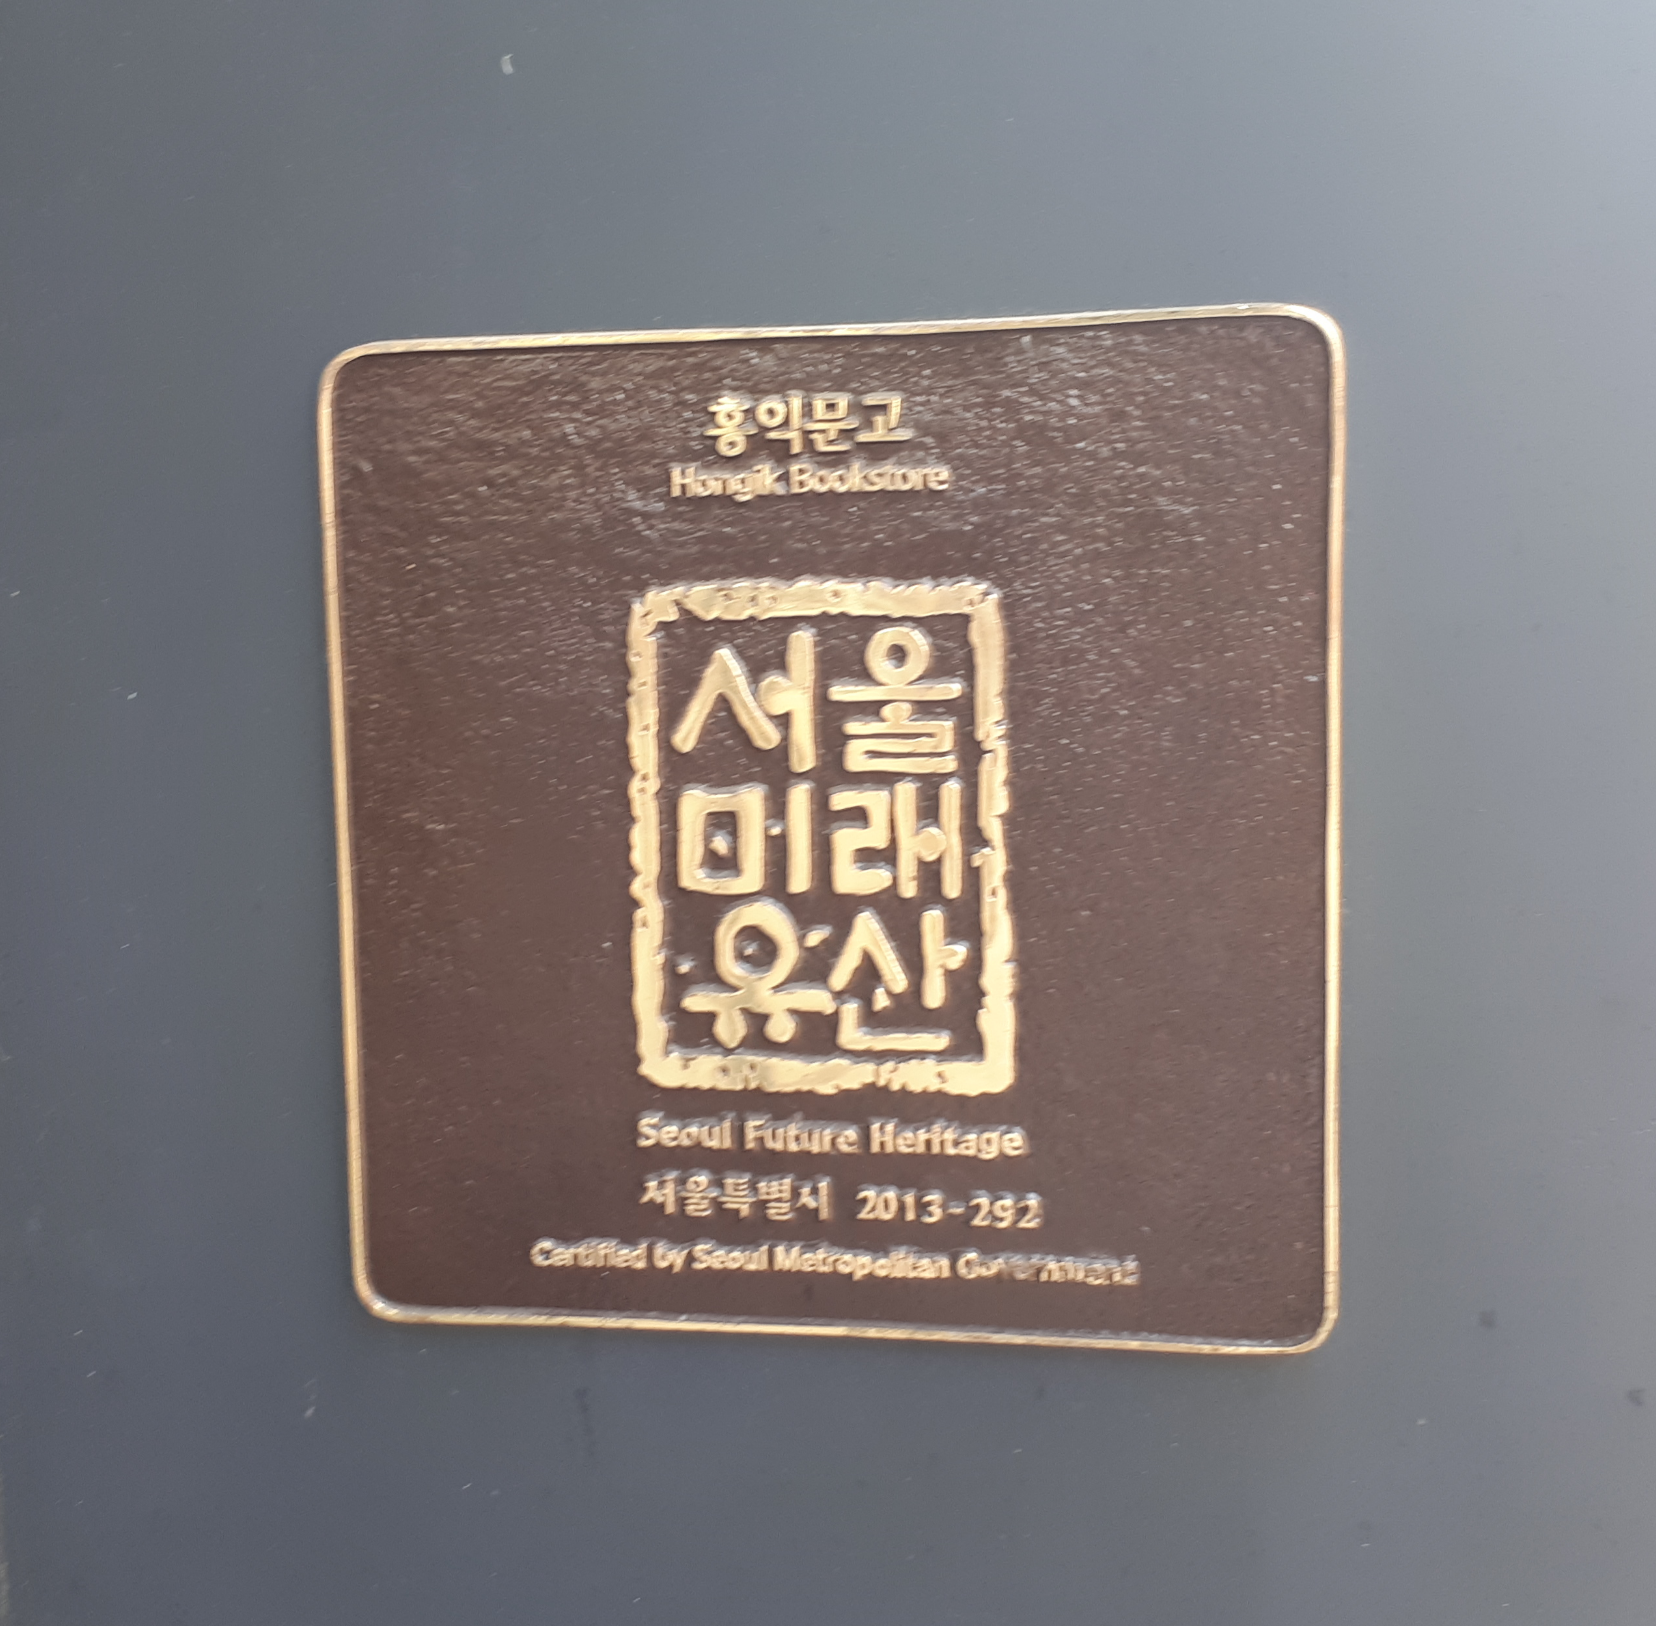 홍익문고
Hongik Bookstore
서울
미래
유산
Seoul Future Heritage
서울특별시 2013-292
Certified by Seoul Metropolitan Government